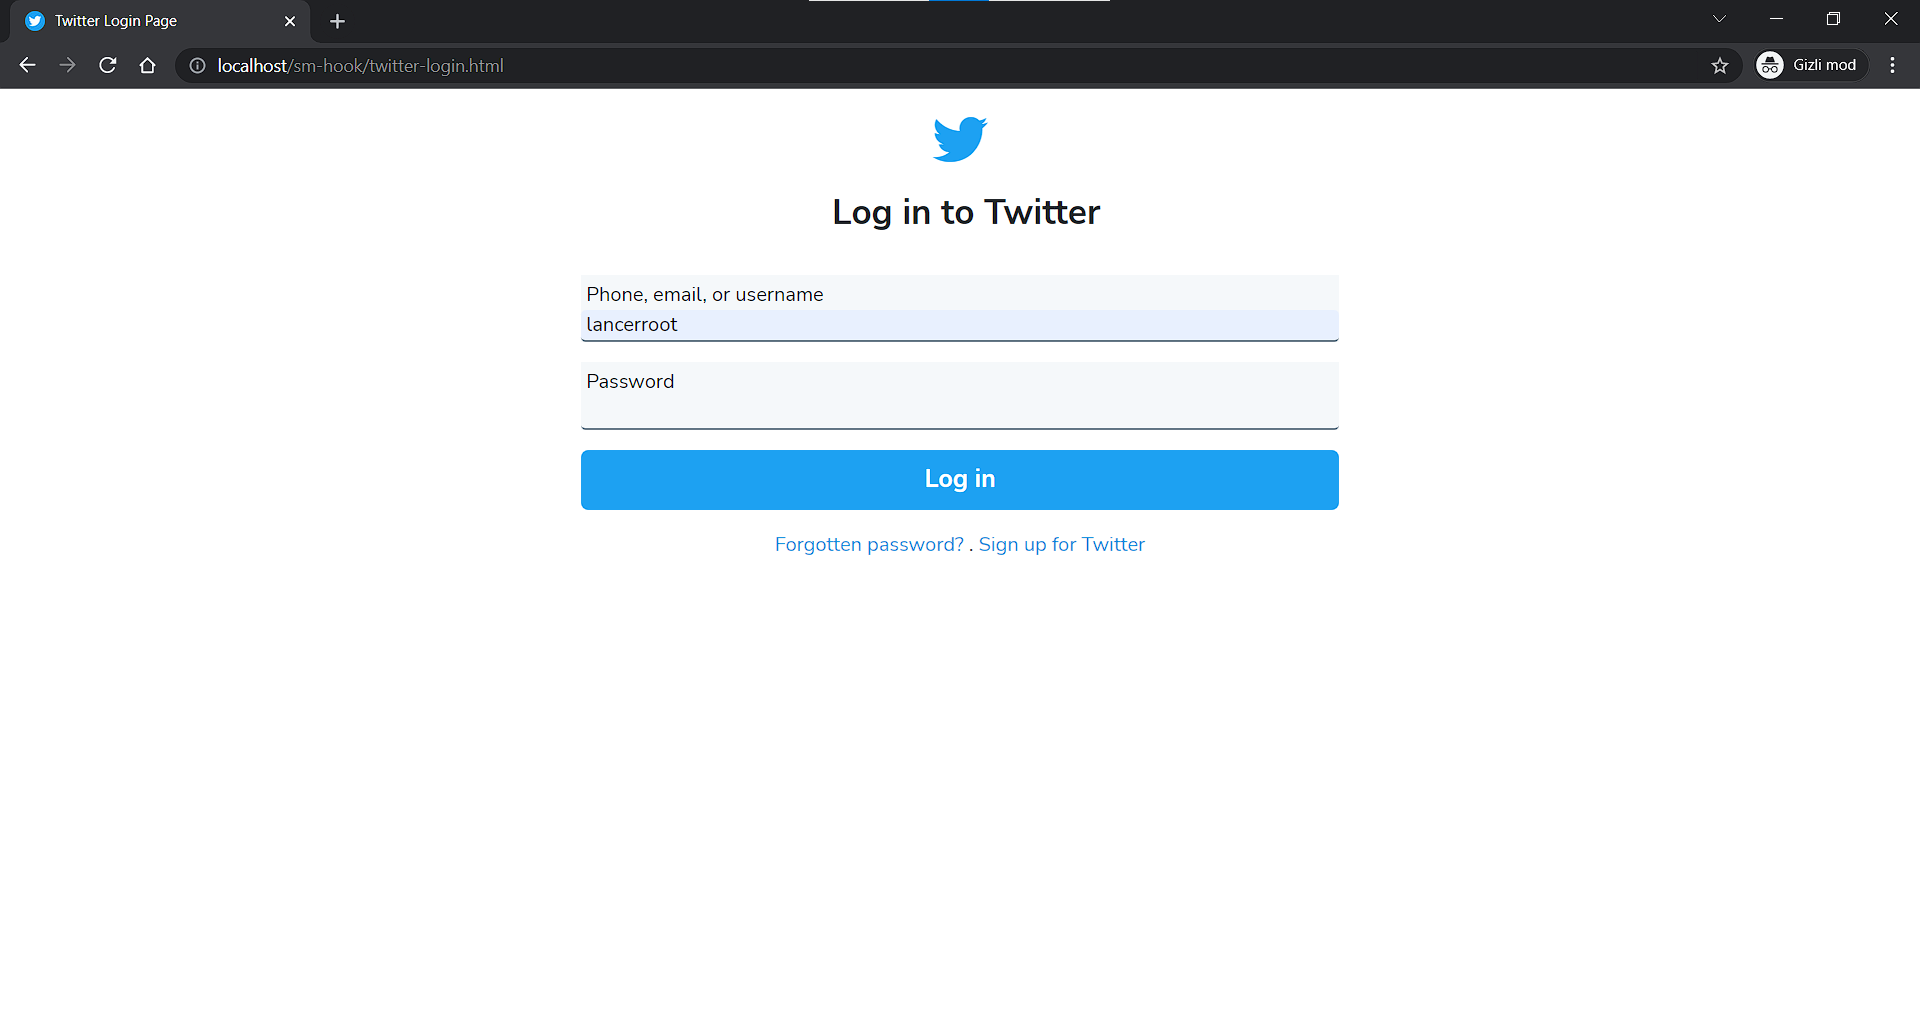 Twitter Login Page
localhost/sm-hook/twitter-login.html
Gizli mod
Log in to Twitter
Phone, email, or username
lancerroot
Password
Log in
Forgotten password? . Sign up for Twitter